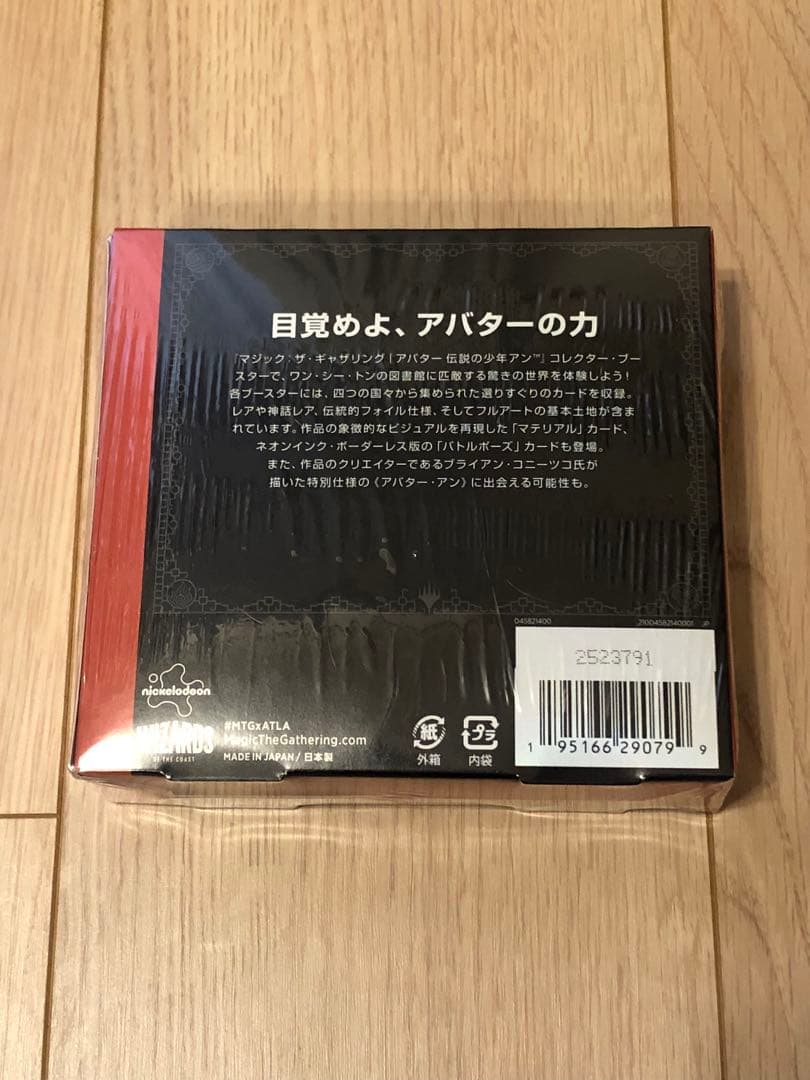 目覚めよ、アバターの力
『マジック:ザ・ギャザリング｜アバター 伝説の少年アン™』コレクター・ブー
スターで、ワン・シー・トンの図書館に匹敵する驚きの世界を体験しよう!
各ブースターには、四つの国々から集められた選りすぐりのカードを収録。
レアや神話レア、伝統的フォイル仕様、そしてフルアートの基本土地が含ま
れています。作品の象徴的なビジュアルを再現した「マテリアル」カード、
ネオンインク・ボーダーレス版の「バトルポーズ」カードも登場。
また、作品のクリエイターであるブライアン・コニーツコ氏が
描いた特別仕様の《アバター・アン》に出会える可能性も。
D45821400
210D4582140001 JP
2523791
1 95166 29079 9
nickelodeon
#MTGxATLA
WIZARDS
OF THE COAST
MagicTheGathering.com
MADE IN JAPAN / 日本製
紙
外箱
プラ
内袋